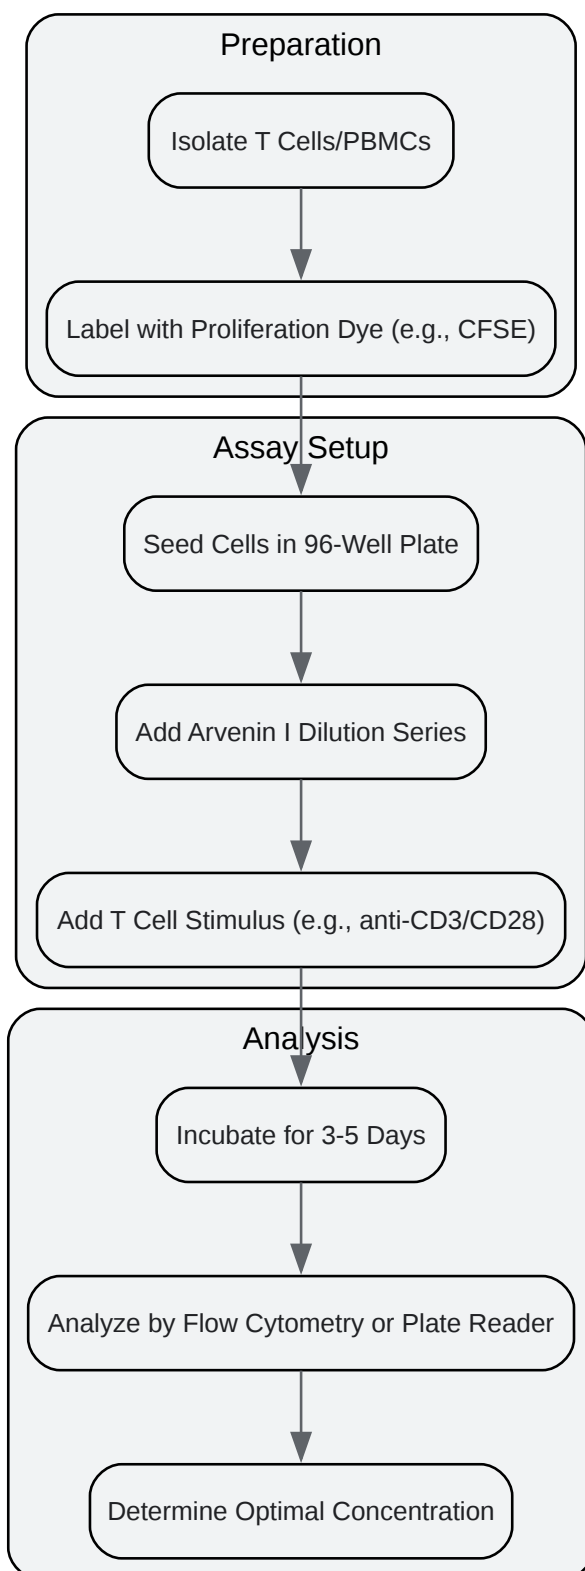 Preparation
Isolate T Cells/PBMCs
Label with Proliferation Dye (e.g., CFSE)
Assay Setup
Seed Cells in 96-Well Plate
Add Arvenin I Dilution Series
Add T Cell Stimulus (e.g., anti-CD3/CD28)
Analysis
Incubate for 3-5 Days
Analyze by Flow Cytometry or Plate Reader
Determine Optimal Concentration